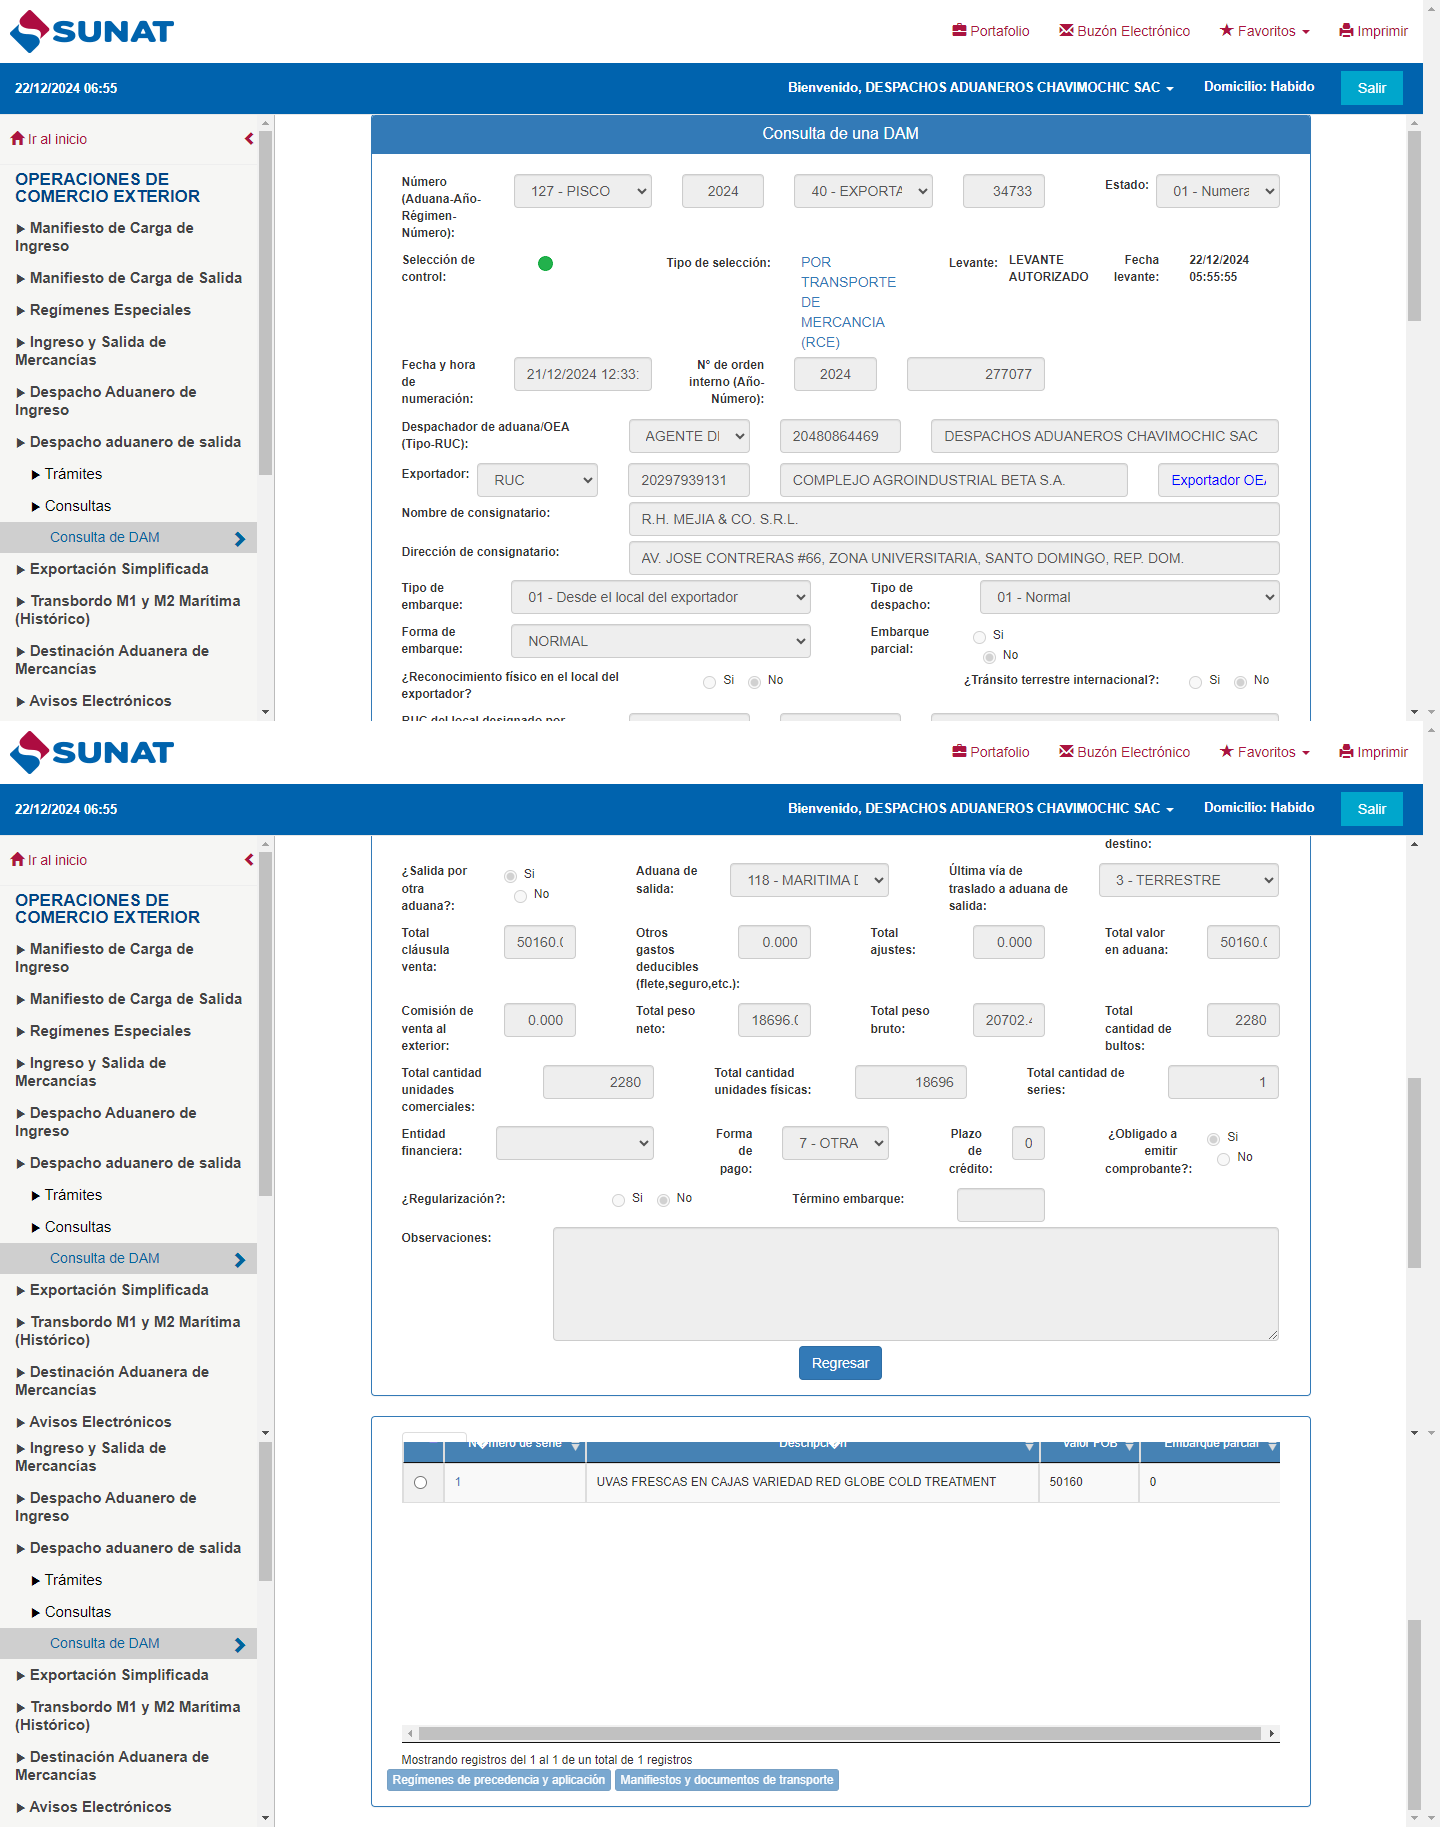 SUNAT
Portafolio
Buzón Electrónico
Favoritos
Imprimir
22/12/2024 06:55
Bienvenido, DESPACHOS ADUANEROS CHAVIMOCHIC SAC
Domicilio: Habido
Salir
Ir al inicio
OPERACIONES DE
COMERCIO EXTERIOR
Manifiesto de Carga de
Ingreso
Manifiesto de Carga de Salida
Regímenes Especiales
Ingreso y Salida de
Mercancías
Despacho Aduanero de
Ingreso
Despacho aduanero de salida
Trámites
Consultas
Consulta de DAM
Exportación Simplificada
Transbordo M1 y M2 Marítima
(Histórico)
Destinación Aduanera de
Mercancías
Avisos Electrónicos
Consulta de una DAM
Número
(Aduana-Año-
Régimen-
Número):
127 - PISCO
2024
40 - EXPORTA
34733
Estado:
01 - Numera
Selección de
control:
Tipo de selección:
POR
TRANSPORTE
DE
MERCANCIA
(RCE)
Levante:
LEVANTE
AUTORIZADO
Fecha
levante:
22/12/2024
05:55:55
Fecha y hora
de
numeración:
21/12/2024 12:33:
N° de orden
interno (Año-
Número):
2024
277077
Despachador de aduana/OEA
(Tipo-RUC):
AGENTE DE
20480864469
DESPACHOS ADUANEROS CHAVIMOCHIC SAC
Exportador:
RUC
20297939131
COMPLEJO AGROINDUSTRIAL BETA S.A.
Exportador OEA
Nombre de consignatario:
R.H. MEJIA & CO. S.R.L.
Dirección de consignatario:
AV. JOSE CONTRERAS #66, ZONA UNIVERSITARIA, SANTO DOMINGO, REP. DOM.
Tipo de
embarque:
01 - Desde el local del exportador
Tipo de
despacho:
01 - Normal
Forma de
embarque:
NORMAL
Embarque
parcial:
Si
No
¿Reconocimiento físico en el local del
exportador?
Si
No
¿Tránsito terrestre internacional?:
Si
No
RUC del local designado por
SUNAT
Portafolio
Buzón Electrónico
Favoritos
Imprimir
22/12/2024 06:55
Bienvenido, DESPACHOS ADUANEROS CHAVIMOCHIC SAC
Domicilio: Habido
Salir
Ir al inicio
OPERACIONES DE
COMERCIO EXTERIOR
Manifiesto de Carga de
Ingreso
Manifiesto de Carga de Salida
Regímenes Especiales
Ingreso y Salida de
Mercancías
Despacho Aduanero de
Ingreso
Despacho aduanero de salida
Trámites
Consultas
Consulta de DAM
Exportación Simplificada
Transbordo M1 y M2 Marítima
(Histórico)
Destinación Aduanera de
Mercancías
Avisos Electrónicos
destino:
¿Salida por
otra
aduana?:
Si
No
Aduana de
salida:
118 - MARITIMA D
Última vía de
traslado a aduana de
salida:
3 - TERRESTRE
Total
cláusula
venta:
50160.0
Otros
gastos
deducibles
(flete,seguro,etc.):
0.000
Total
ajustes:
0.000
Total valor
en aduana:
50160.0
Comisión de
venta al
exterior:
0.000
Total peso
neto:
18696.0
Total peso
bruto:
20702.4
Total
cantidad de
bultos:
2280
Total cantidad
unidades
comerciales:
2280
Total cantidad
unidades físicas:
18696
Total cantidad de
series:
1
Entidad
financiera:
Forma
de
pago:
7 - OTRA
Plazo
de
crédito:
0
¿Obligado a
emitir
comprobante?:
Si
No
¿Regularización?:
Si
No
Término embarque:
Observaciones:
Regresar
Ingreso y Salida de
Mercancías
Despacho Aduanero de
Ingreso
Despacho aduanero de salida
Trámites
Consultas
Consulta de DAM
Exportación Simplificada
Transbordo M1 y M2 Marítima
(Histórico)
Destinación Aduanera de
Mercancías
Avisos Electrónicos
N�mero de serie
Descripci�n
Valor FOB
Embarque parcial
1
UVAS FRESCAS EN CAJAS VARIEDAD RED GLOBE COLD TREATMENT
50160
0
Mostrando registros del 1 al 1 de un total de 1 registros
Regímenes de precedencia y aplicación
Manifiestos y documentos de transporte